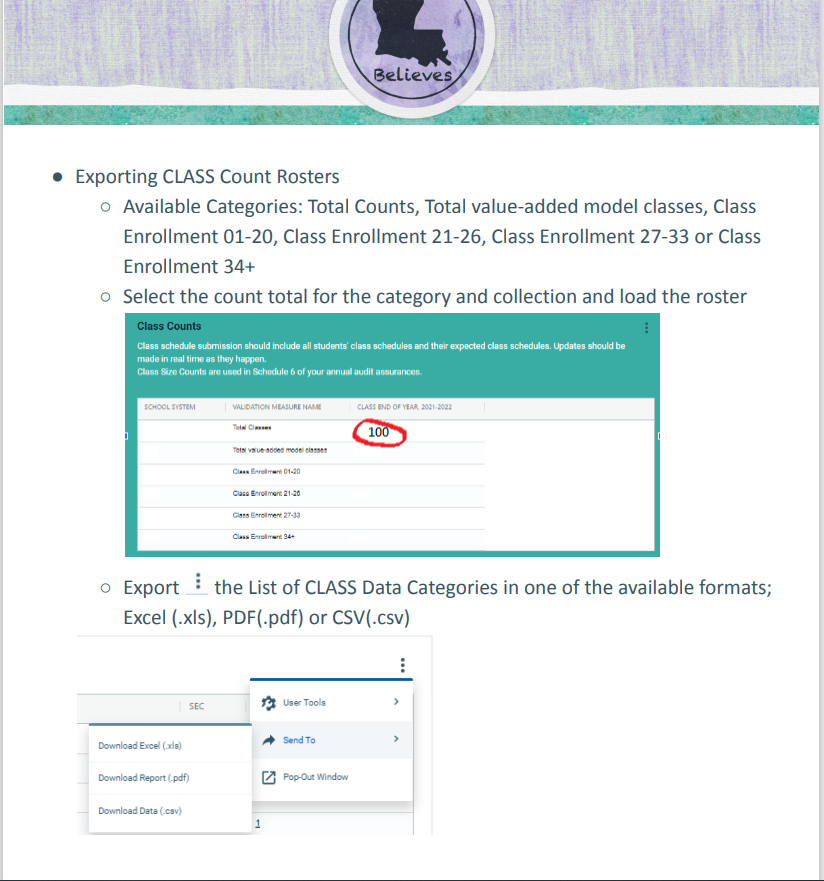 Believes
● Exporting CLASS Count Rosters
○ Available Categories: Total Counts, Total value-added model classes, Class
Enrollment 01-20, Class Enrollment 21-26, Class Enrollment 27-33 or Class
Enrollment 34+
○ Select the count total for the category and collection and load the roster
Class Counts
Class schedule submission should include all students' class schedules and their expected class schedules. Updates should be
made in real time as they happen.
Class Size Counts are used in Schedule 6 of your annual audit assurances.
SCHOOL SYSTEM VALIDATION MEASURE NAME CLASS END OF YEAR, 2021-2022
Total Classes 100
Total value-added model classes
Class Enrollment 01-20
Class Enrollment 21-26
Class Enrollment 27-33
Class Enrollment 34+
○ Export ⋮ the List of CLASS Data Categories in one of the available formats;
Excel (.xls), PDF(.pdf) or CSV(.csv)
SEC
User Tools
Send To
Pop-Out Window
Download Excel (.xls)
Download Report (.pdf)
Download Data (.csv)
1